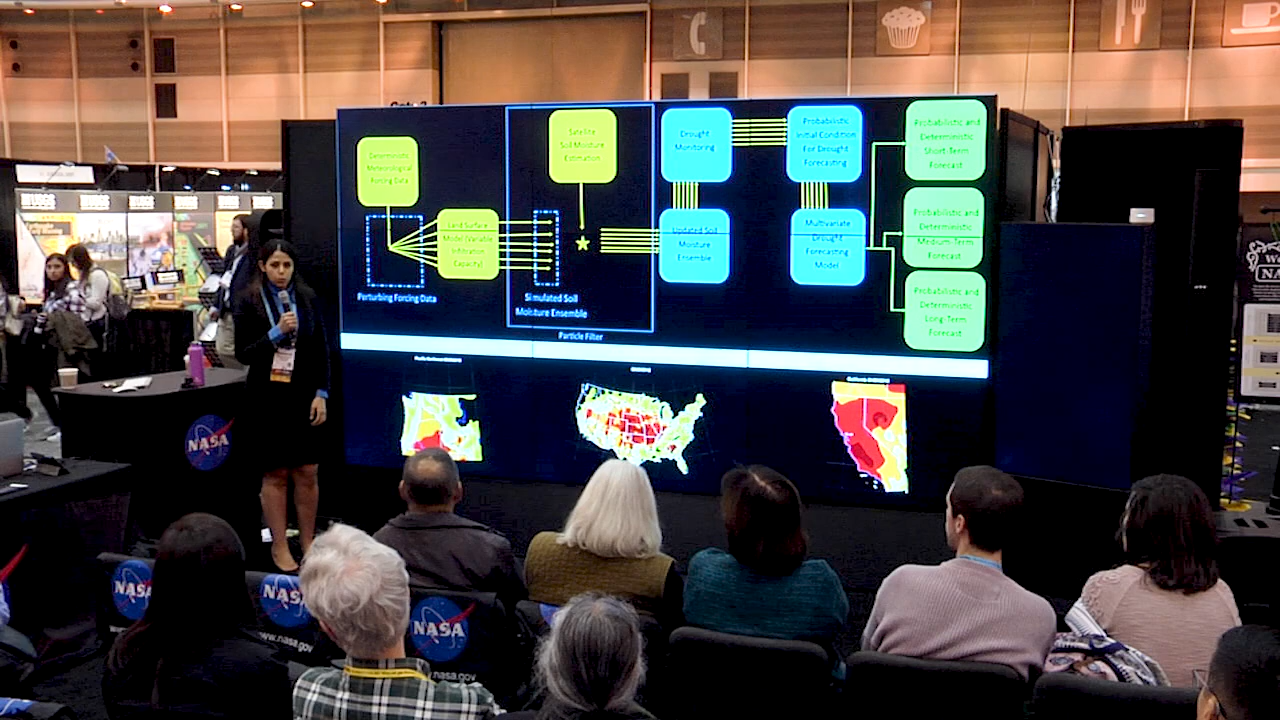 Deterministic
Meteorological
Forcing Data
Land Surface
Model (Variable
Infiltration
Capacity)
Perturbing Forcing Data
Satellite
Soil Moisture
Estimation
Simulated Soil
Moisture Ensemble
Particle Filter
Drought
Monitoring
Updated Soil
Moisture
Ensemble
Probabilistic
Initial Condition
For Drought
Forecasting
Multivariate
Drought
Forecasting
Model
Probabilistic and
Deterministic
Short-Term
Forecast
Probabilistic and
Deterministic
Medium-Term
Forecast
Probabilistic and
Deterministic
Long-Term
Forecast
NASA
NASA
NASA
www.nasa.gov
NASA
nasa.gov